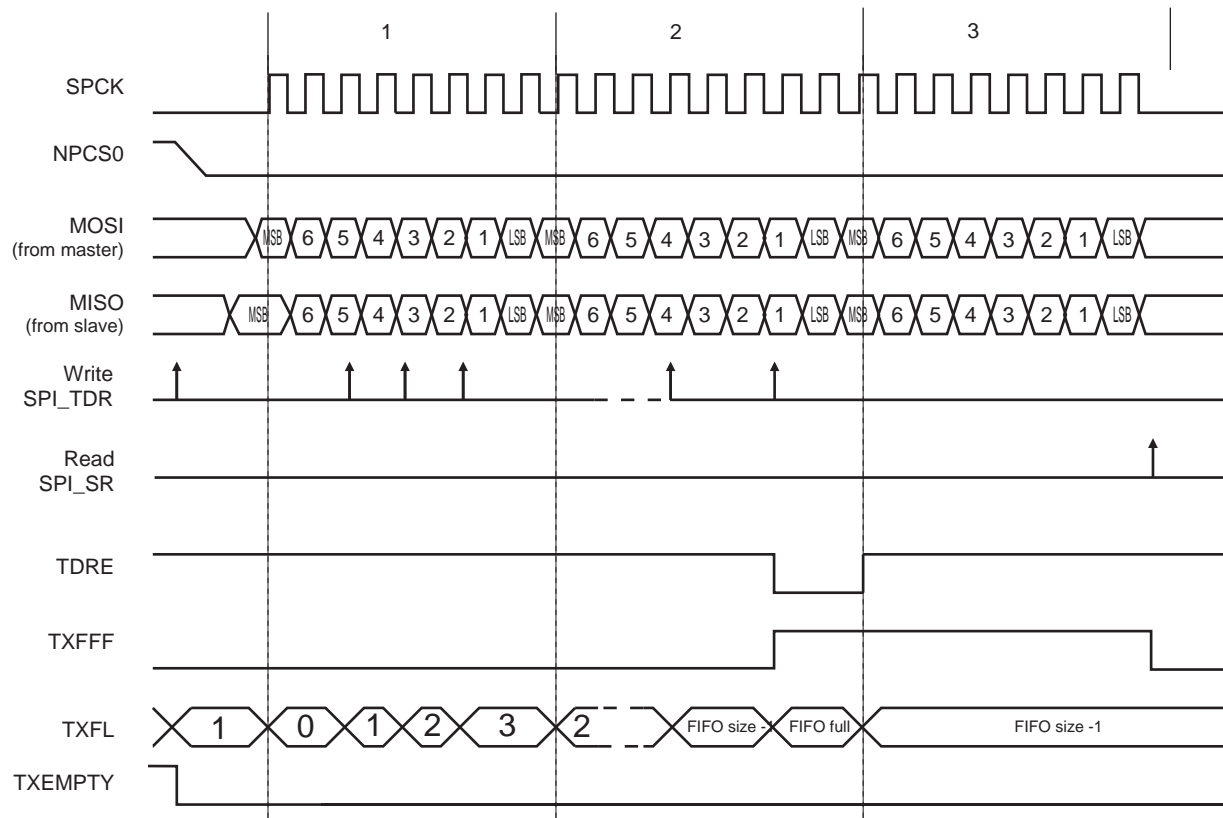 1 2 3
SPCK
NPCS0
MOSI
(from master)
MSB 6 5 4 3 2 1 LSB MSB 6 5 4 3 2 1 LSB MSB 6 5 4 3 2 1 LSB
MISO
(from slave)
MSB 6 5 4 3 2 1 LSB MSB 6 5 4 3 2 1 LSB MSB 6 5 4 3 2 1 LSB
Write
SPI_TDR
Read
SPI_SR
TDRE
TXFFF
TXFL 1 0 1 2 3 2 FIFO size -1 FIFO full FIFO size -1
TXEMPTY